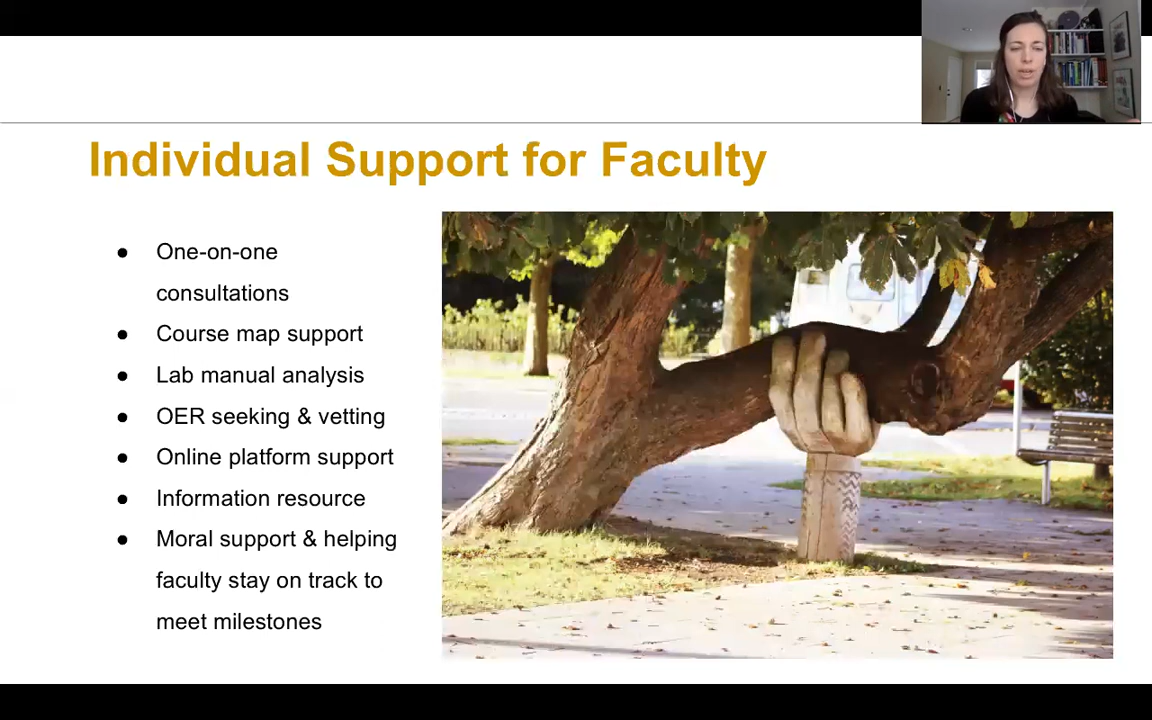 Individual Support for Faculty
● One-on-one
consultations
● Course map support
● Lab manual analysis
● OER seeking & vetting
● Online platform support
● Information resource
● Moral support & helping
faculty stay on track to
meet milestones